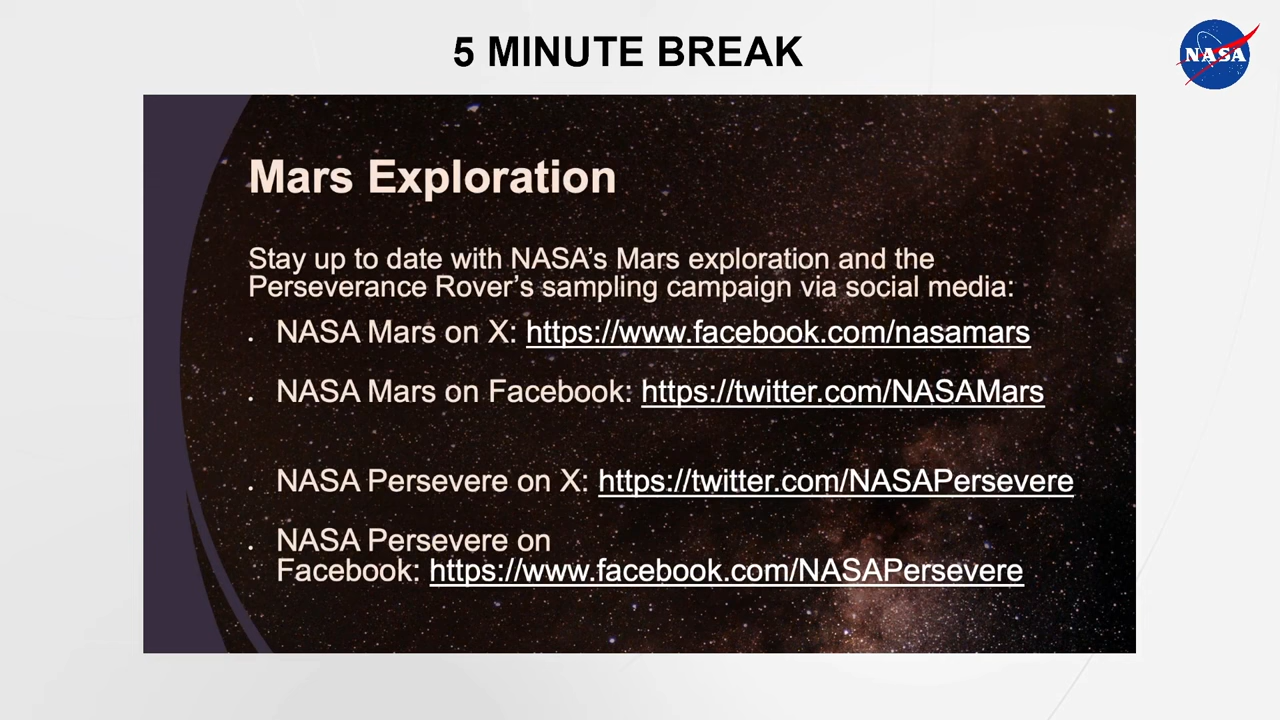 5 MINUTE BREAK
NASA
Mars Exploration
Stay up to date with NASA’s Mars exploration and the
Perseverance Rover’s sampling campaign via social media:
• NASA Mars on X: https://www.facebook.com/nasamars
• NASA Mars on Facebook: https://twitter.com/NASAMars
• NASA Persevere on X: https://twitter.com/NASAPersevere
• NASA Persevere on
Facebook: https://www.facebook.com/NASAPersevere